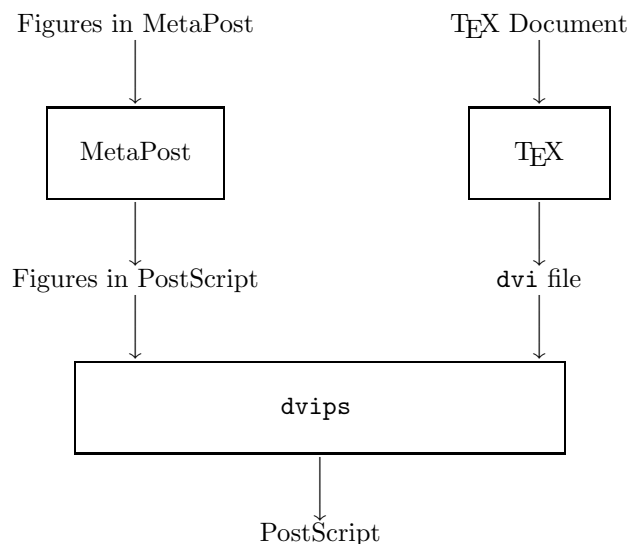 Figures in MetaPost
TEX Document
MetaPost
TEX
Figures in PostScript
dvi file
dvips
PostScript